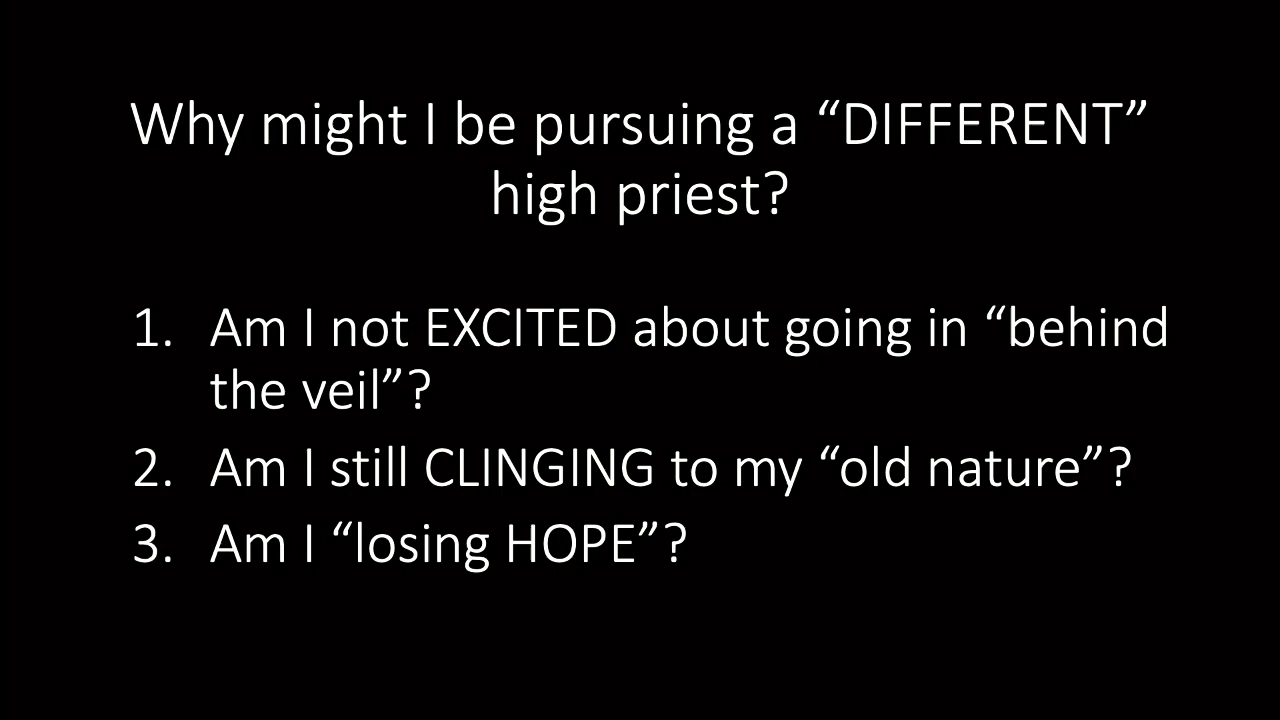 Why might I be pursuing a “DIFFERENT”
high priest?
1. Am I not EXCITED about going in “behind
the veil”?
2. Am I still CLINGING to my “old nature”?
3. Am I “losing HOPE”?